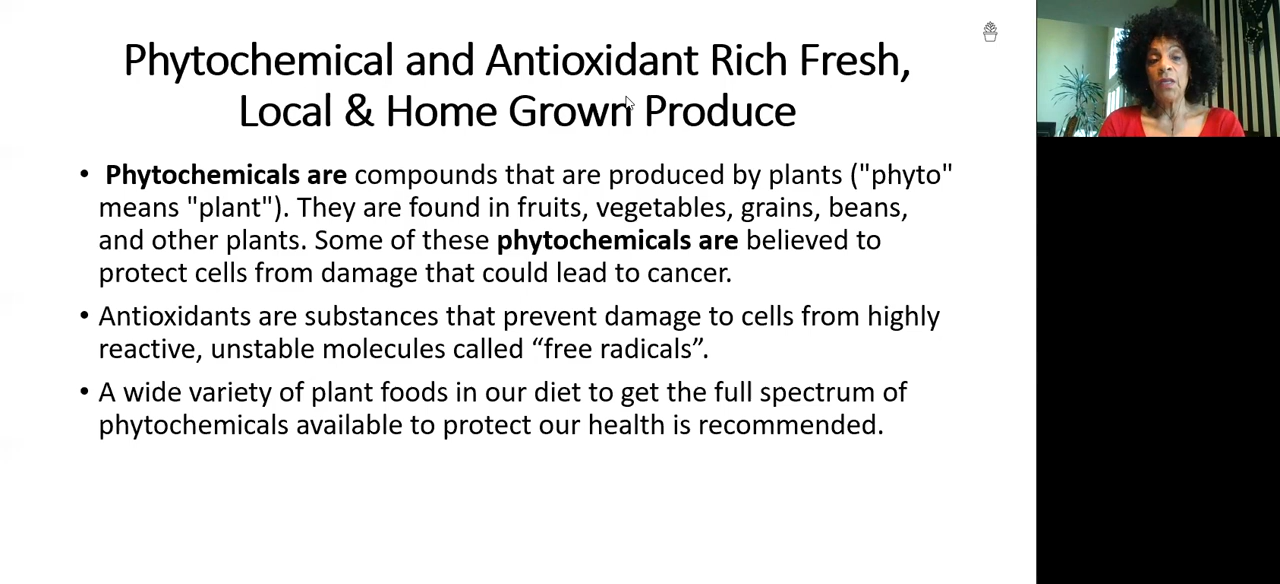 Phytochemical and Antioxidant Rich Fresh,
Local & Home Grown Produce
• Phytochemicals are compounds that are produced by plants ("phyto"
means "plant"). They are found in fruits, vegetables, grains, beans,
and other plants. Some of these phytochemicals are believed to
protect cells from damage that could lead to cancer.
• Antioxidants are substances that prevent damage to cells from highly
reactive, unstable molecules called “free radicals”.
• A wide variety of plant foods in our diet to get the full spectrum of
phytochemicals available to protect our health is recommended.